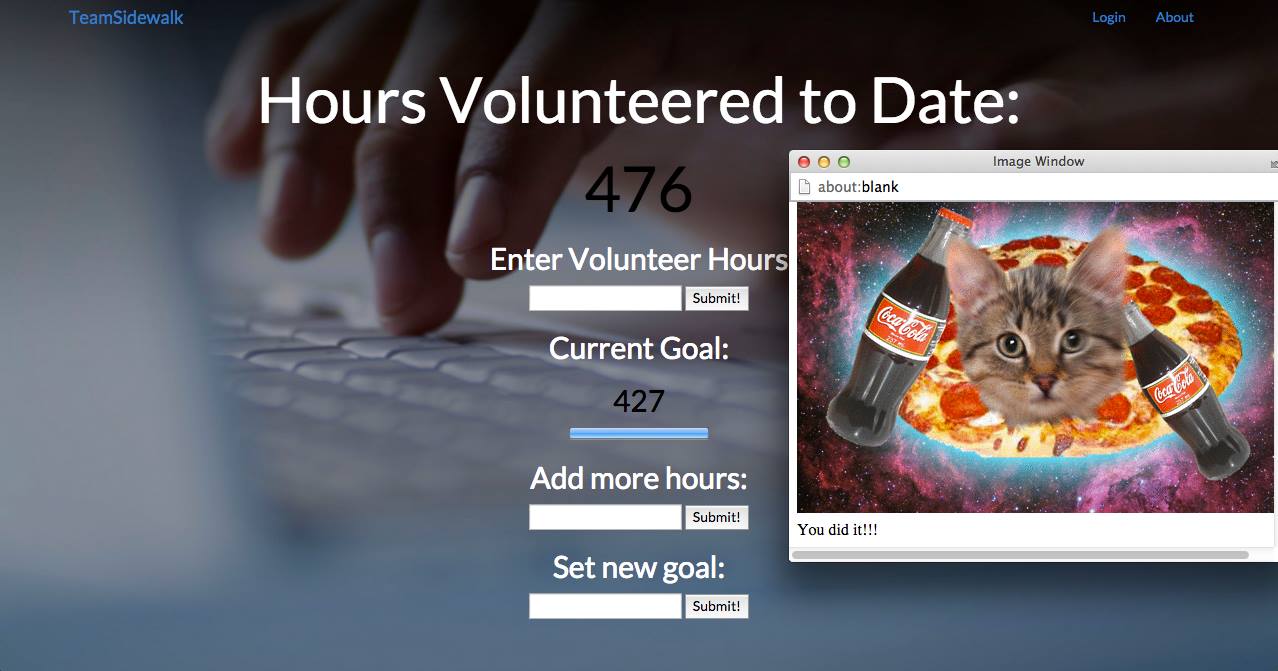 TeamSidewalk
Login
About
Hours Volunteered to Date:
476
Enter Volunteer Hours
Submit!
Current Goal:
427
Add more hours:
Submit!
Set new goal:
Submit!
Image Window
about:blank
Coca-Cola
Coca-Cola
You did it!!!